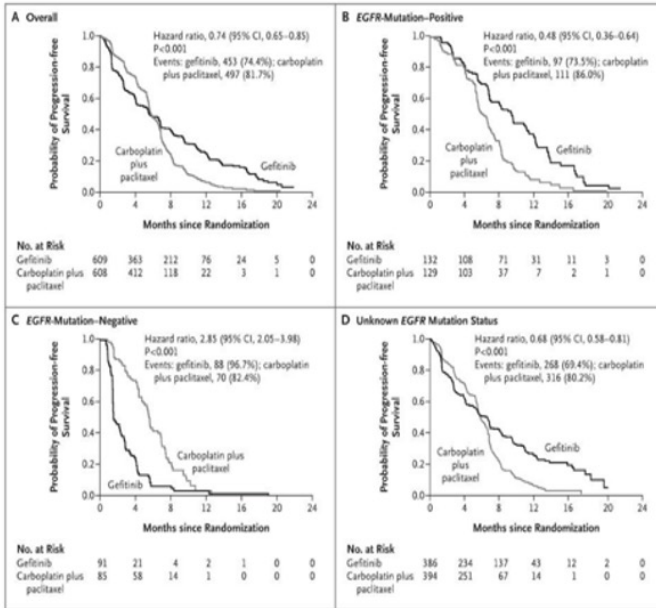 A Overall
Hazard ratio, 0.74 (95% CI, 0.65–0.85)
P<0.001
Events: gefitinib, 453 (74.4%); carboplatin
plus paclitaxel, 497 (81.7%)
Probability of Progression-free
Survival
1.0
0.8
0.6
0.4
0.2
0.0
Carboplatin
plus
paclitaxel
Gefitinib
0 4 8 12 16 20 24
Months since Randomization
No. at Risk
Gefitinib 609 363 212 76 24 5 0
Carboplatin plus 608 412 118 22 3 1 0
paclitaxel
B EGFR-Mutation–Positive
Hazard ratio, 0.48 (95% CI, 0.36–0.64)
P<0.001
Events: gefitinib, 97 (73.5%); carboplatin
plus paclitaxel, 111 (86.0%)
Probability of Progression-free
Survival
1.0
0.8
0.6
0.4
0.2
0.0
Carboplatin
plus
paclitaxel
Gefitinib
0 4 8 12 16 20 24
Months since Randomization
No. at Risk
Gefitinib 132 108 71 31 11 3 0
Carboplatin plus 129 103 37 7 2 1 0
paclitaxel
C EGFR-Mutation–Negative
Hazard ratio, 2.85 (95% CI, 2.05–3.98)
P<0.001
Events: gefitinib, 88 (96.7%); carboplatin
plus paclitaxel, 70 (82.4%)
Probability of Progression-free
Survival
1.0
0.8
0.6
0.4
0.2
0.0
Carboplatin plus
paclitaxel
Gefitinib
0 4 8 12 16 20 24
Months since Randomization
No. at Risk
Gefitinib 91 21 4 2 1 0 0
Carboplatin plus 85 58 14 1 0 0 0
paclitaxel
D Unknown EGFR Mutation Status
Hazard ratio, 0.68 (95% CI, 0.58–0.81)
P<0.001
Events: gefitinib, 268 (69.4%); carboplatin
plus paclitaxel, 316 (80.2%)
Probability of Progression-free
Survival
1.0
0.8
0.6
0.4
0.2
0.0
Carboplatin
plus
paclitaxel
Gefitinib
0 4 8 12 16 20 24
Months since Randomization
No. at Risk
Gefitinib 386 234 137 43 12 2 0
Carboplatin plus 394 251 67 14 1 0 0
paclitaxel